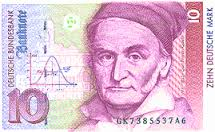 DEUTSCHE BUNDESBANK
Banknote
10
10
ZEHN DEUTSCHE MARK
GK7385537A6